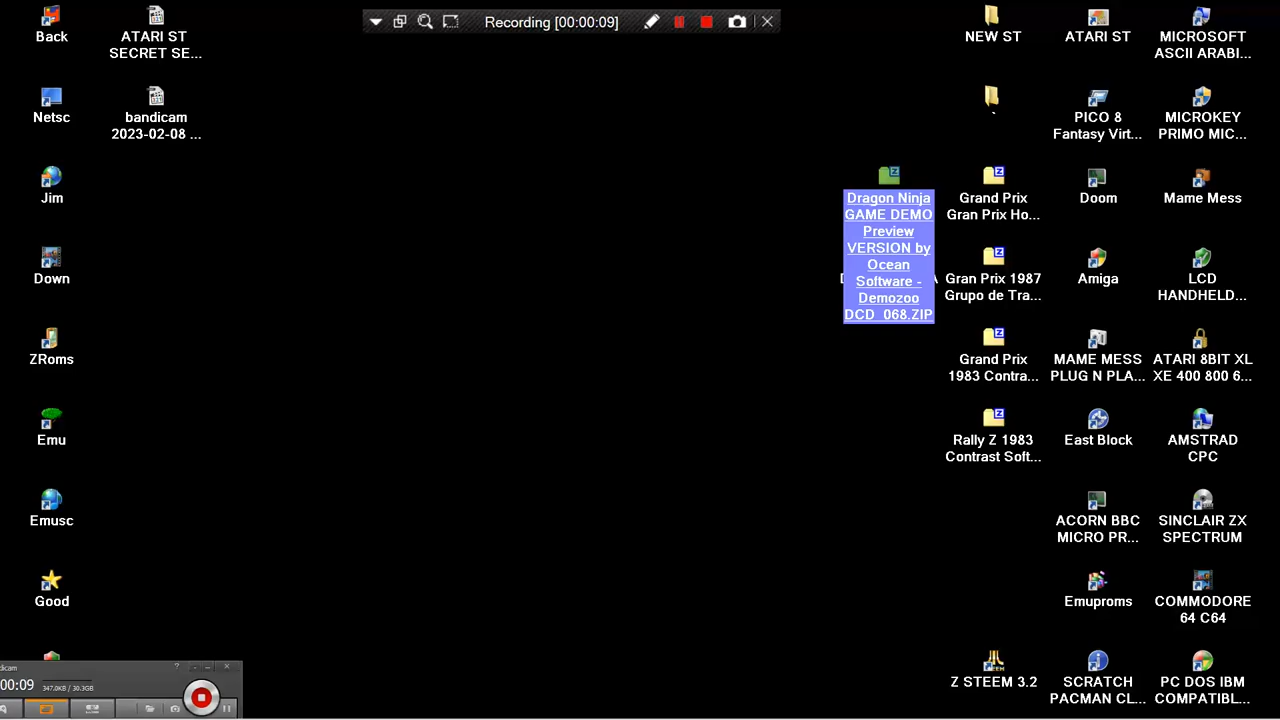 Recording [00:00:09]
Back
ATARI ST
SECRET SE...
NEW ST
ATARI ST
MICROSOFT
ASCII ARABI...
Netsc
bandicam
2023-02-08 ...
`
PICO 8
Fantasy Virt...
MICROKEY
PRIMO MIC...
Jim
Dragon Ninja
GAME DEMO
Preview
VERSION by
Ocean
Software -
Demozoo
DCD_068.ZIP
Grand Prix
Gran Prix Ho...
Doom
Mame Mess
Down
Gran Prix 1987
Grupo de Tra...
Amiga
LCD
HANDHELD...
ZRoms
Grand Prix
1983 Contra...
MAME MESS
PLUG N PLA...
ATARI 8BIT XL
XE 400 800 6...
Emu
Rally Z 1983
Contrast Soft...
East Block
AMSTRAD
CPC
Emusc
ACORN BBC
MICRO PR...
SINCLAIR ZX
SPECTRUM
Good
Emuproms
COMMODORE
64 C64
Z STEEM 3.2
SCRATCH
PACMAN CL...
PC DOS IBM
COMPATIBL...
dicam
00:09
347.0KB / 30.3GB